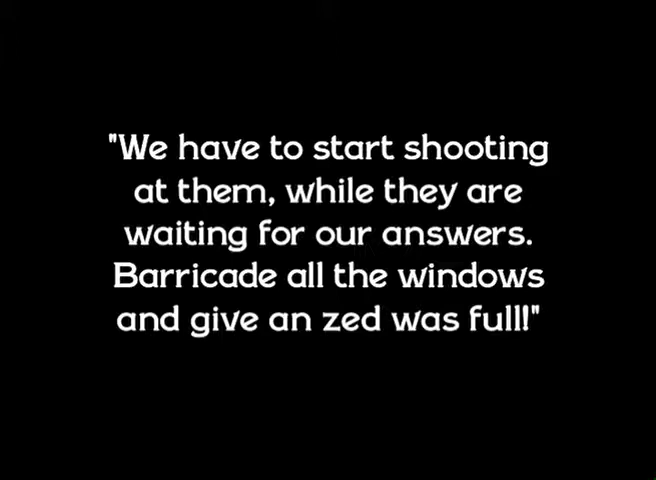 "We have to start shooting
at them, while they are
waiting for our answers.
Barricade all the windows
and give an zed was full!"